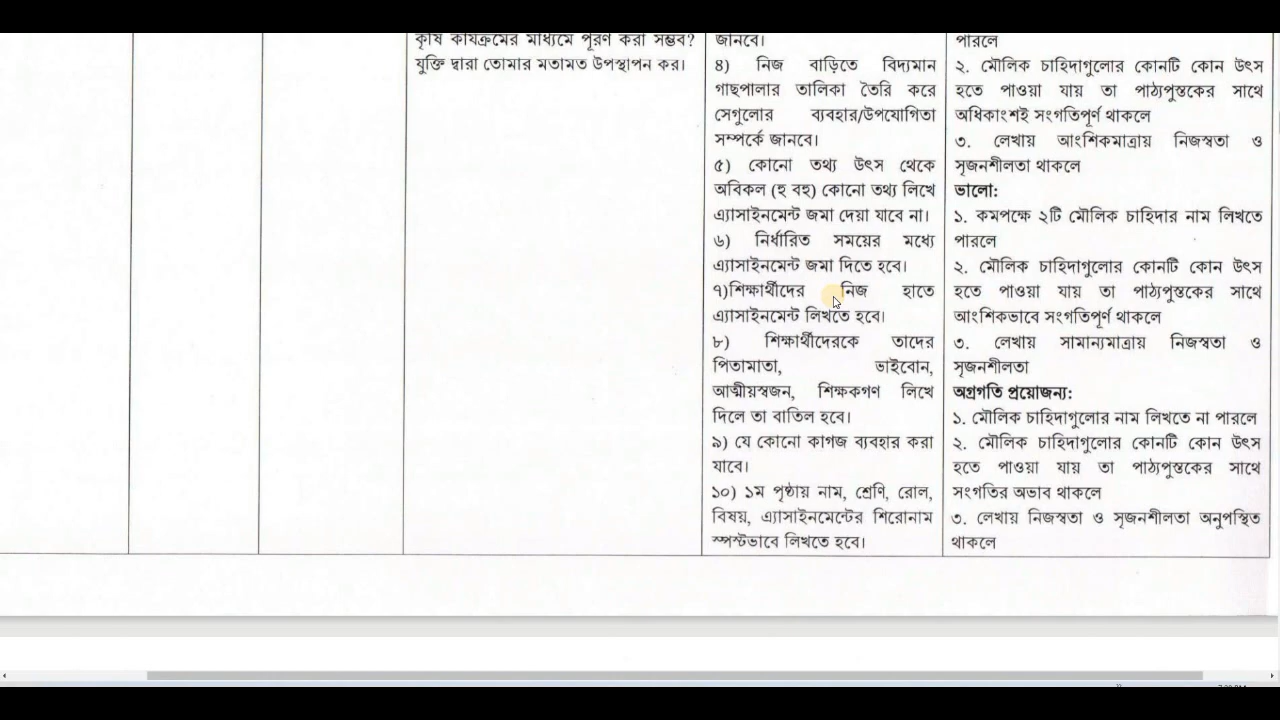 কৃষি কার্যক্রমের মাধ্যমে পূরণ করা সম্ভব?
যুক্তি দ্বারা তোমার মতামত উপস্থাপন কর।
জানবে।
৪) নিজ বাড়িতে বিদ্যমান
গাছপালার তালিকা তৈরি করে
সেগুলোর ব্যবহার/উপযোগিতা
সম্পর্কে জানবে।
৫) কোনো তথ্য উৎস থেকে
অবিকল (হু বহু) কোনো তথ্য লিখে
এ্যাসাইনমেন্ট জমা দেয়া যাবে না।
৬) নির্ধারিত সময়ের মধ্যে
এ্যাসাইনমেন্ট জমা দিতে হবে।
৭)শিক্ষার্থীদের নিজ হাতে
এ্যাসাইনমেন্ট লিখতে হবে।
৮) শিক্ষার্থীদেরকে তাদের
পিতামাতা, ভাইবোন,
আত্মীয়স্বজন, শিক্ষকগণ লিখে
দিলে তা বাতিল হবে।
৯) যে কোনো কাগজ ব্যবহার করা
যাবে।
১০) ১ম পৃষ্ঠায় নাম, শ্রেণি, রোল,
বিষয়, এ্যাসাইনমেন্টের শিরোনাম
স্পস্টভাবে লিখতে হবে।
পারলে
২. মৌলিক চাহিদাগুলোর কোনটি কোন উৎস
হতে পাওয়া যায় তা পাঠ্যপুস্তকের সাথে
অধিকাংশই সংগতিপূর্ণ থাকলে
৩. লেখায় আংশিকমাত্রায় নিজস্বতা ও
সৃজনশীলতা থাকলে
ভালো:
১. কমপক্ষে ২টি মৌলিক চাহিদার নাম লিখতে
পারলে
২. মৌলিক চাহিদাগুলোর কোনটি কোন উৎস
হতে পাওয়া যায় তা পাঠ্যপুস্তকের সাথে
আংশিকভাবে সংগতিপূর্ণ থাকলে
৩. লেখায় সামান্যমাত্রায় নিজস্বতা ও
সৃজনশীলতা
অগ্রগতি প্রয়োজন্য:
১. মৌলিক চাহিদাগুলোর নাম লিখতে না পারলে
২. মৌলিক চাহিদাগুলোর কোনটি কোন উৎস
হতে পাওয়া যায় তা পাঠ্যপুস্তকের সাথে
সংগতির অভাব থাকলে
৩. লেখায় নিজস্বতা ও সৃজনশীলতা অনুপস্থিত
থাকলে